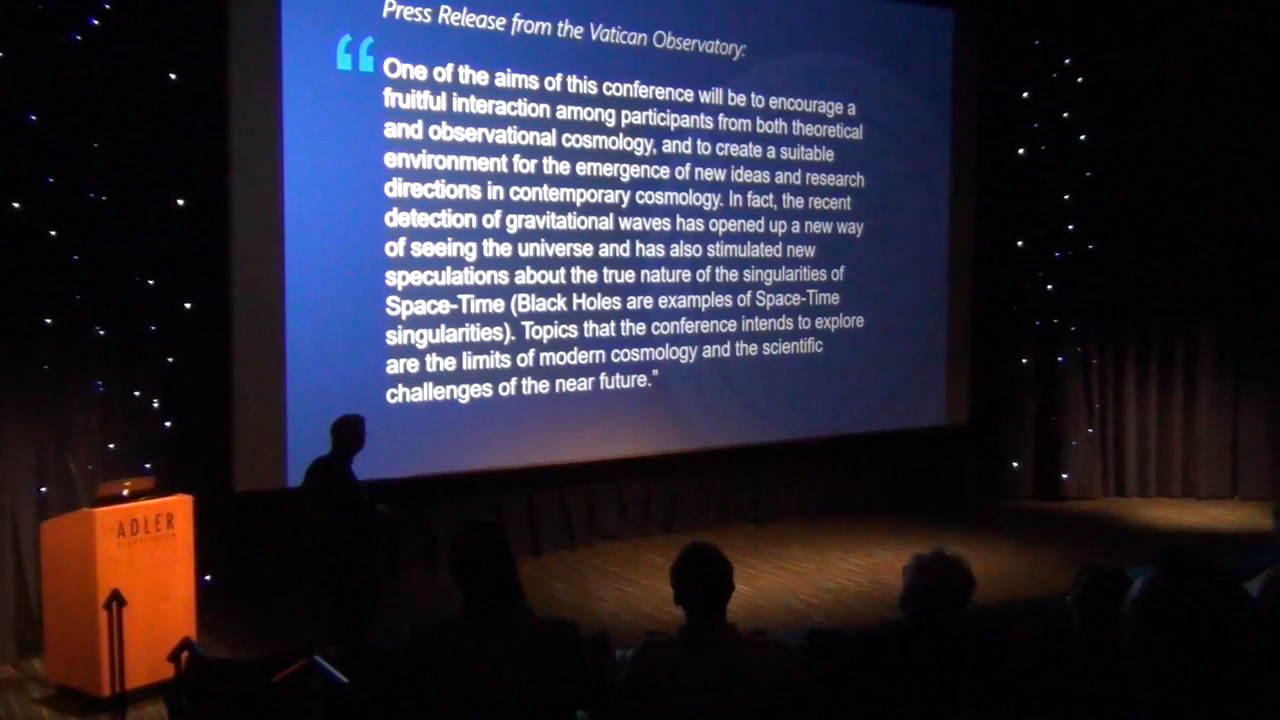 Press Release from the Vatican Observatory:
“One of the aims of this conference will be to encourage a
fruitful interaction among participants from both theoretical
and observational cosmology, and to create a suitable
environment for the emergence of new ideas and research
directions in contemporary cosmology. In fact, the recent
detection of gravitational waves has opened up a new way
of seeing the universe and has also stimulated new
speculations about the true nature of the singularities of
Space-Time (Black Holes are examples of Space-Time
singularities). Topics that the conference intends to explore
are the limits of modern cosmology and the scientific
challenges of the near future.”
ADLER